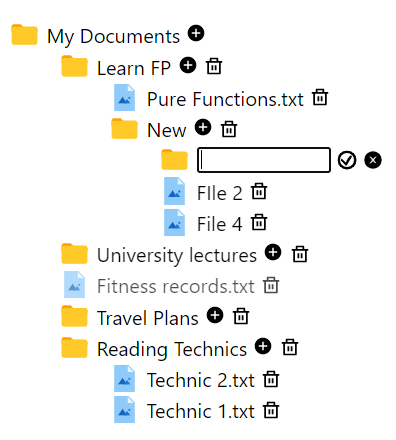 My Documents
Learn FP
Pure Functions.txt
New
FIle 2
File 4
University lectures
Fitness records.txt
Travel Plans
Reading Technics
Technic 2.txt
Technic 1.txt